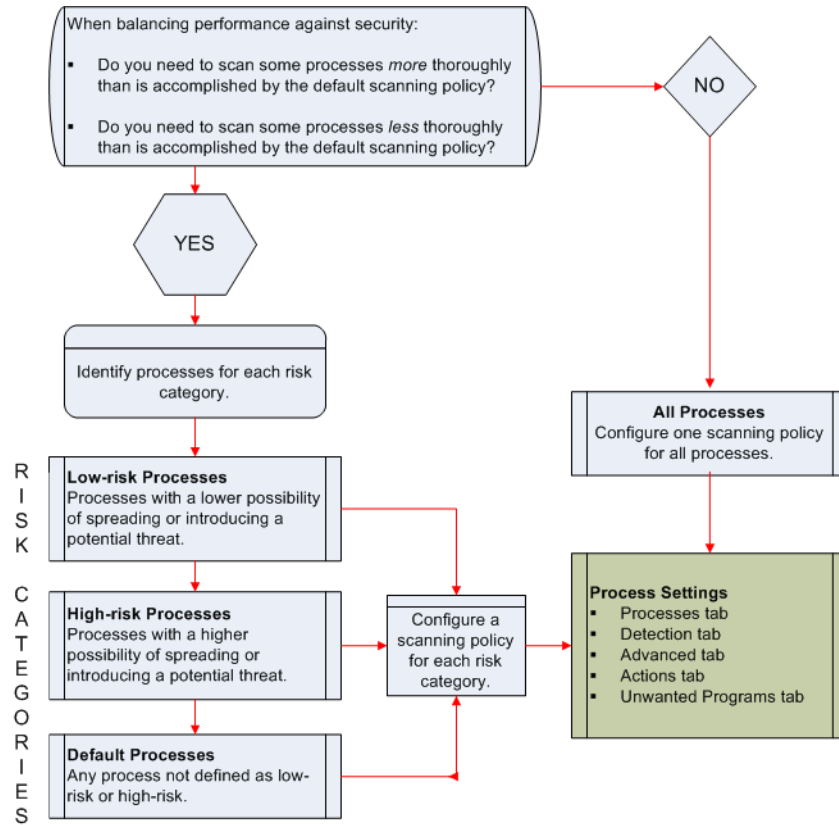 When balancing performance against security:
▪ Do you need to scan some processes more thoroughly
than is accomplished by the default scanning policy?
▪ Do you need to scan some processes less thoroughly
than is accomplished by the default scanning policy?
NO
YES
Identify processes for each risk
category.
All Processes
Configure one scanning policy
for all processes.
RISK CATEGORIES
Low-risk Processes
Processes with a lower possibility
of spreading or introducing a
potential threat.
High-risk Processes
Processes with a higher
possibility of spreading or
introducing a potential threat.
Default Processes
Any process not defined as low-
risk or high-risk.
Configure a
scanning policy
for each risk
category.
Process Settings
▪ Processes tab
▪ Detection tab
▪ Advanced tab
▪ Actions tab
▪ Unwanted Programs tab